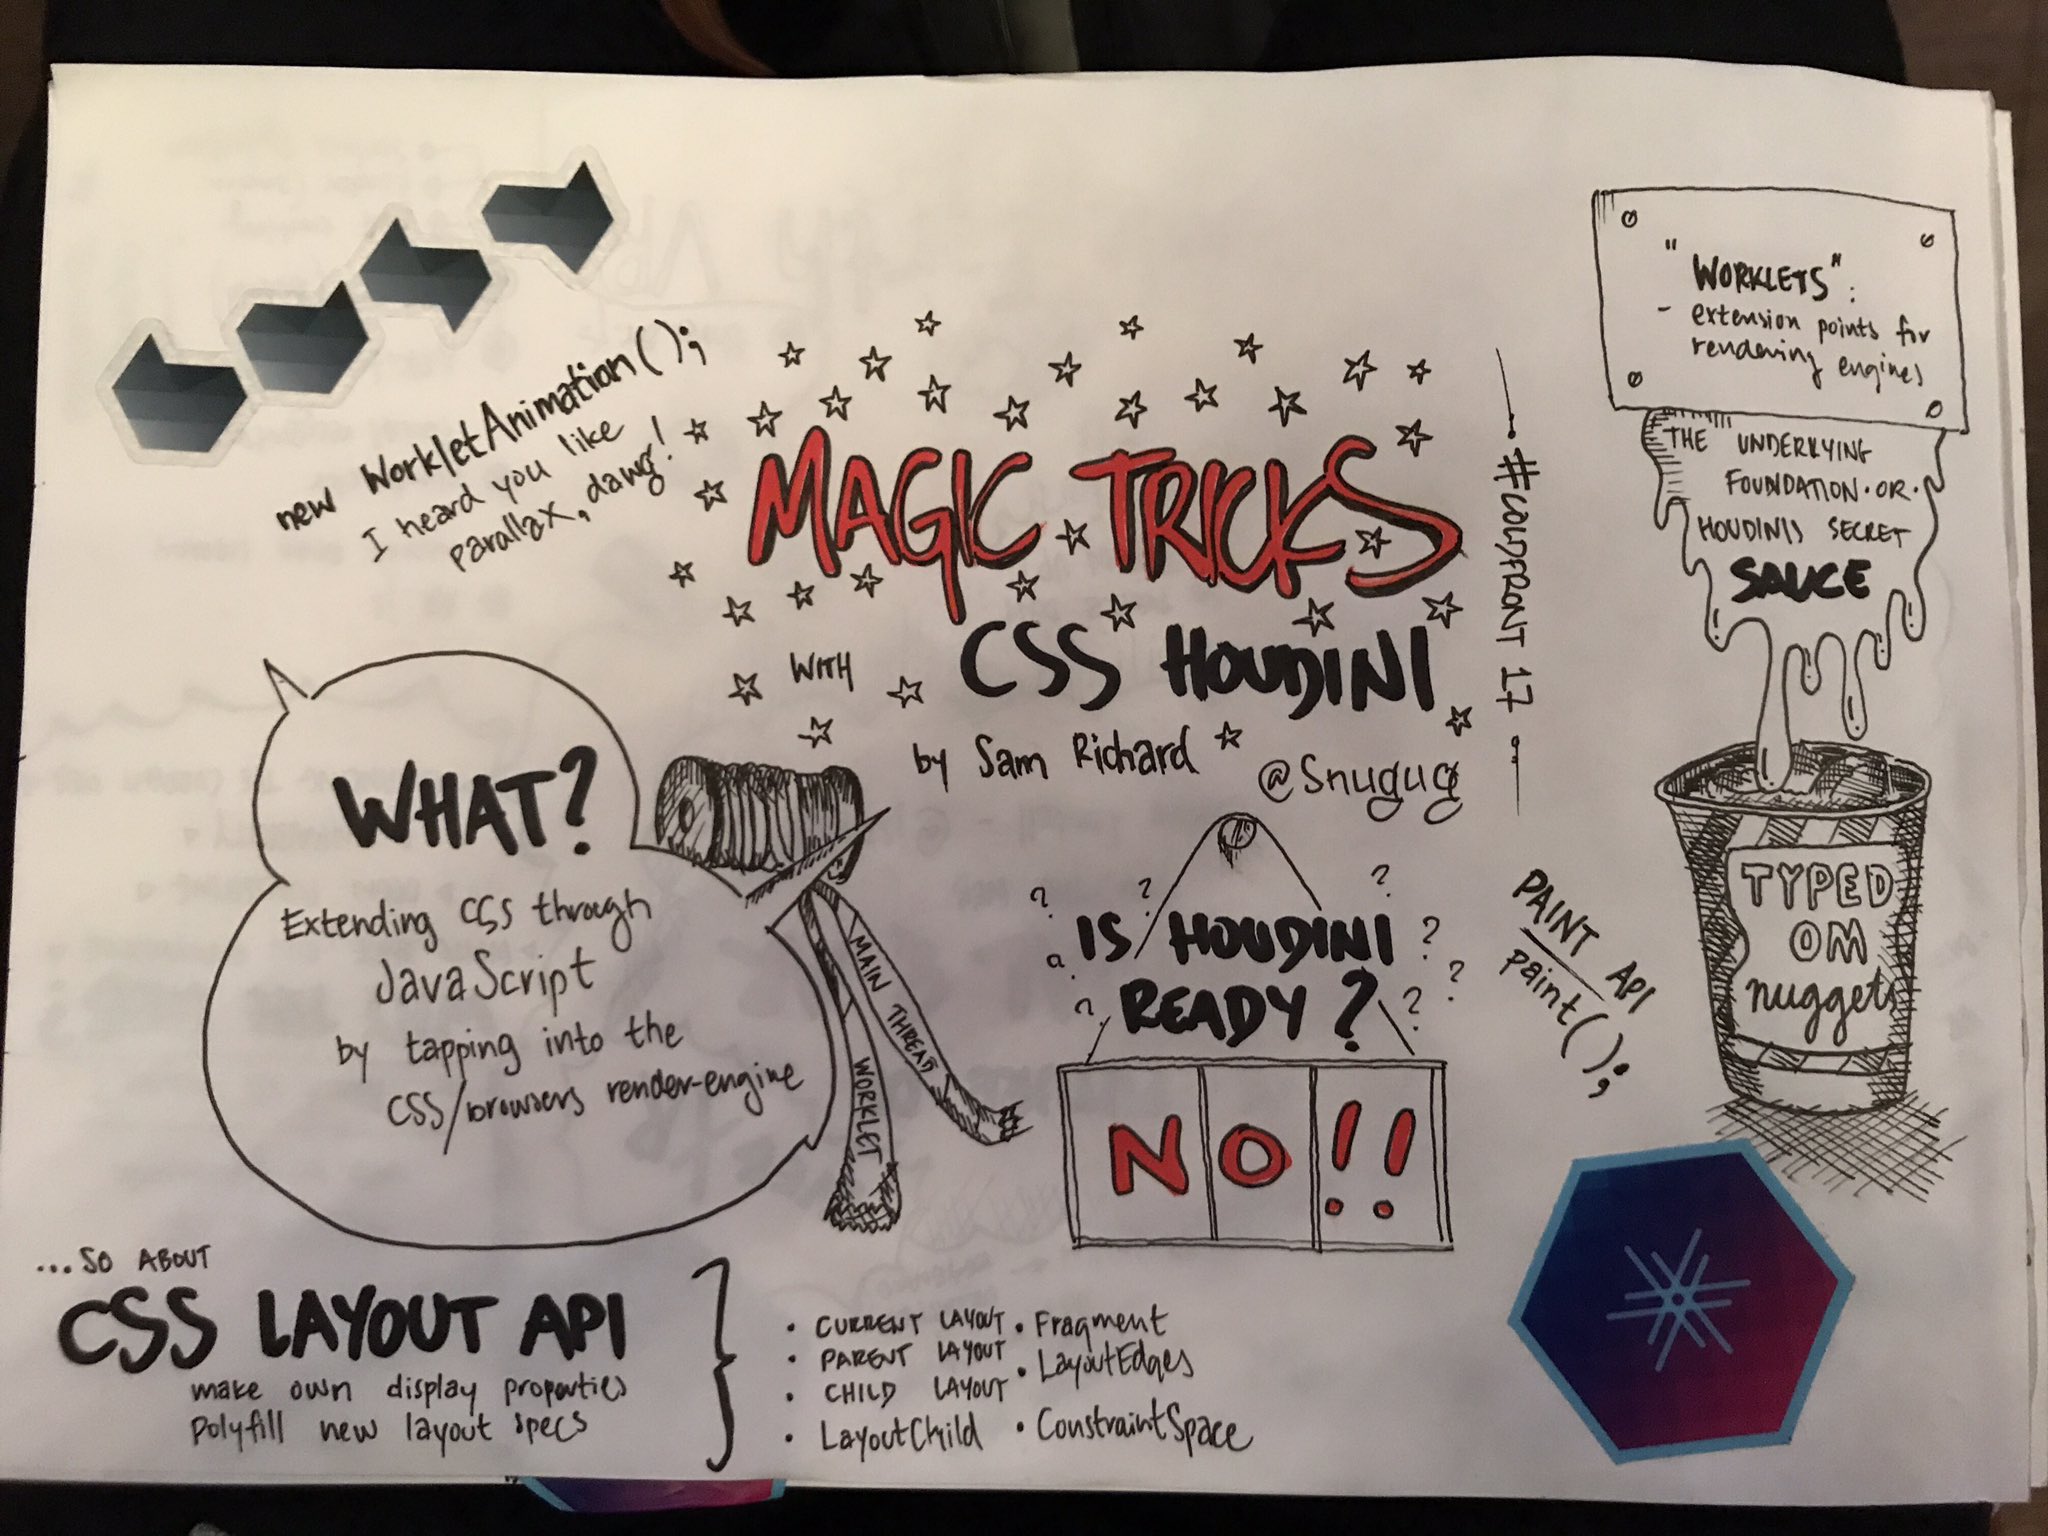 new WorkletAnimation();
I heard you like
parallax, dawg!
MAGIC TRICKS
WITH CSS HOUDINI
by Sam Richard
@Snugug
#COLDFRONT 17
"WORKLETS":
- extension points for
rendering engines
THE UNDERKYING
FOUNDATION·OR·
HOUDINIS SECRET
SAUCE
TYPED
OM
nuggets
WHAT?
Extending CSS through
JavaScript
by tapping into the
CSS/browsers render-engine
MAIN THREAD
WORKLET
? ? ? ? ? ? ? ? ?
IS HOUDINI
READY?
NO!!
PAINT API
paint();
...SO ABOUT
CSS LAYOUT API
make own display properties
polyfill new layout specs
}
• CURRENT LAYOUT
• PARENT LAYOUT
• CHILD LAYOUT
• LayoutChild
• Fragment
• LayoutEdges
• ConstraintSpace